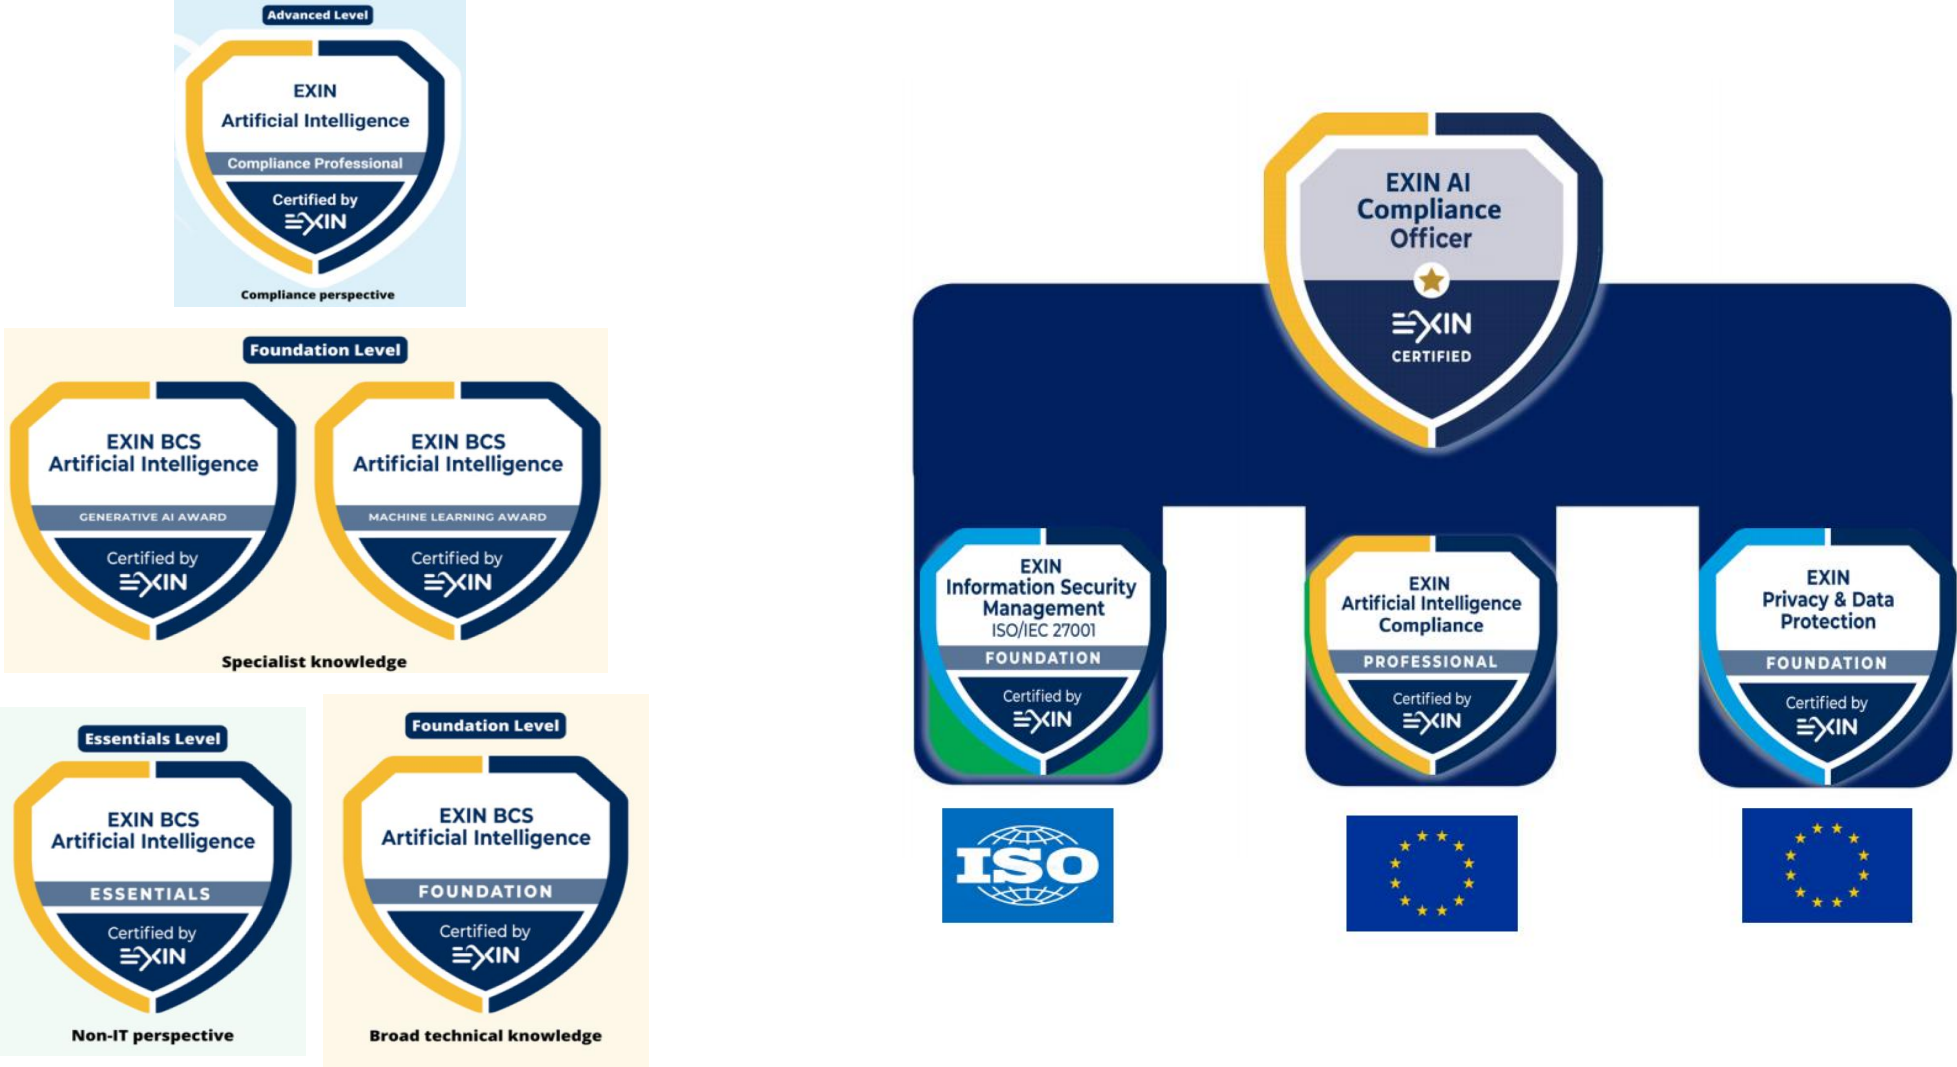 Advanced Level
EXIN
Artificial Intelligence
Compliance Professional
Certified by
EXIN
Compliance perspective
Foundation Level
EXIN BCS
Artificial Intelligence
GENERATIVE AI AWARD
Certified by
EXIN
EXIN BCS
Artificial Intelligence
MACHINE LEARNING AWARD
Certified by
EXIN
Specialist knowledge
Essentials Level
EXIN BCS
Artificial Intelligence
ESSENTIALS
Certified by
EXIN
Non-IT perspective
Foundation Level
EXIN BCS
Artificial Intelligence
FOUNDATION
Certified by
EXIN
Broad technical knowledge
EXIN AI
Compliance
Officer
EXIN
CERTIFIED
EXIN
Information Security
Management
ISO/IEC 27001
FOUNDATION
Certified by
EXIN
EXIN
Artificial Intelligence
Compliance
PROFESSIONAL
Certified by
EXIN
EXIN
Privacy & Data
Protection
FOUNDATION
Certified by
EXIN
ISO